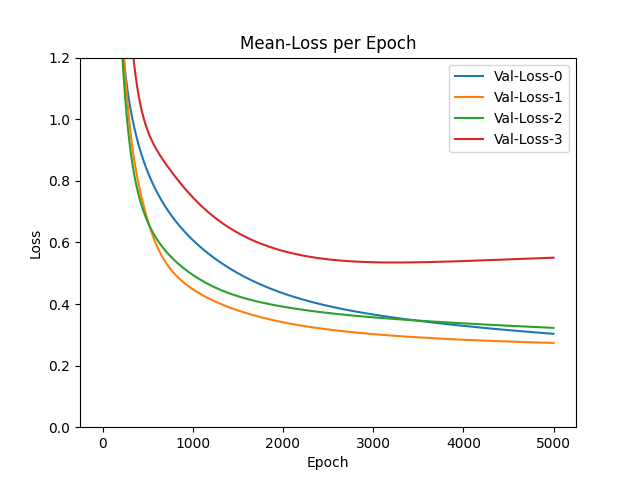 Mean-Loss per Epoch
Val-Loss-0
Val-Loss-1
Val-Loss-2
Val-Loss-3
Loss
1.2
1.0
0.8
0.6
0.4
0.2
0.0
0 1000 2000 3000 4000 5000
Epoch